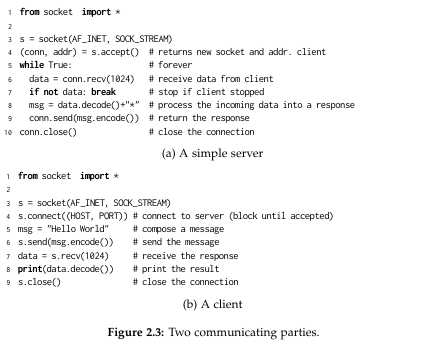 1 from socket import *
2
3 s = socket(AF_INET, SOCK_STREAM)
4 (conn, addr) = s.accept() # returns new socket and addr. client
5 while True: # forever
6 data = conn.recv(1024) # receive data from client
7 if not data: break # stop if client stopped
8 msg = data.decode()+"*" # process the incoming data into a response
9 conn.send(msg.encode()) # return the response
10 conn.close() # close the connection
(a) A simple server
1 from socket import *
2
3 s = socket(AF_INET, SOCK_STREAM)
4 s.connect((HOST, PORT)) # connect to server (block until accepted)
5 msg = "Hello World" # compose a message
6 s.send(msg.encode()) # send the message
7 data = s.recv(1024) # receive the response
8 print(data.decode()) # print the result
9 s.close() # close the connection
(b) A client
Figure 2.3: Two communicating parties.